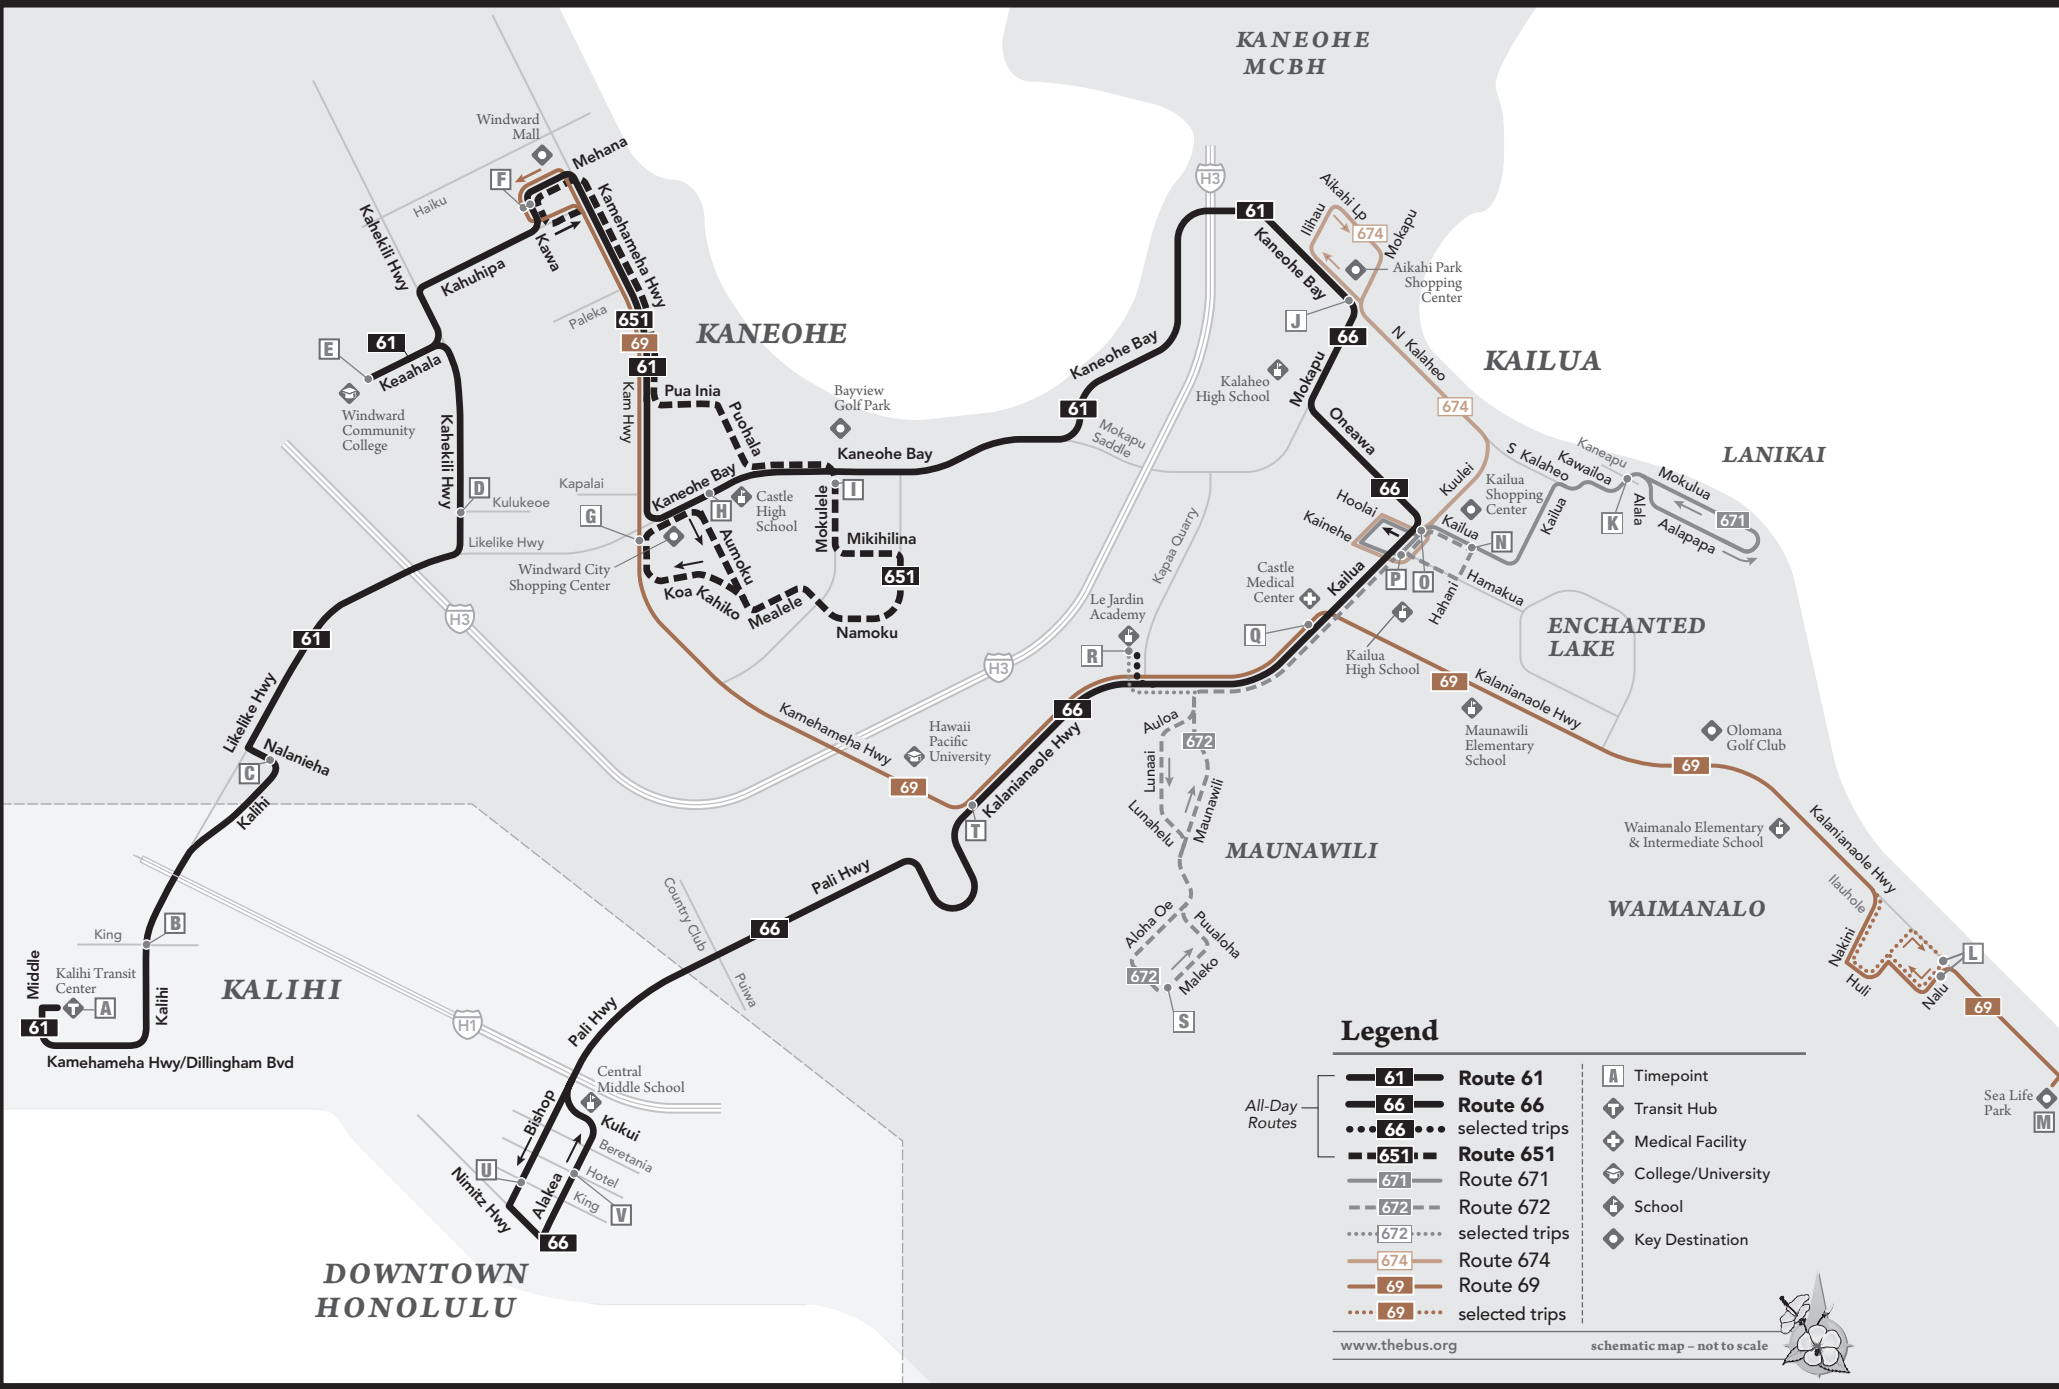 KANEOHE
MCBH
Windward
Mall
Mehana
F
Haiku
Kahekili Hwy
Kawa
Kamehameha Hwy
Kahuhipa
Paleka
651
69
61
KANEOHE
E
61
Keaahala
Windward
Community
College
Kahekili Hwy
Kam Hwy
Pua Inia
Puohala
Bayview
Golf Park
Kaneohe Bay
D
Kulukeoe
Kapalai
Likelike Hwy
G
Kaneohe Bay
H
Castle
High
School
I
Mokulele
Mikihilina
651
Windward City
Shopping Center
Aumoku
Koa Kahiko
Mealele
Namoku
61
Kaneohe Bay
61
Mokapu
Saddle
H3
61
Kaneohe Bay
Ilihau
Aikahi Lp
674
Mokapu
Aikahi Park
Shopping
Center
J
66
N Kalaheo
Kalaheo
High School
Mokapu
Oneawa
KAILUA
674
66
Kuulei
Hoolai
Kainehe
Kailua
Shopping
Center
Kailua
N
S Kalaheo
Kaneapu
Kawailoa
Kailua
K
Alala
Mokulua
671
Aalapapa
LANIKAI
P
O
Hahani
Hamakua
Kailua
Castle
Medical
Center
Q
Kailua
High School
ENCHANTED
LAKE
Kapaa Quarry
Le Jardin
Academy
R
H3
H3
61
Likelike Hwy
Nalanieha
C
Kalihi
Kamehameha Hwy
Hawaii
Pacific
University
69
66
Kalanianaole Hwy
T
Auloa
672
Lunaai
Lunahelu
Maunawili
MAUNAWILI
Aloha Oe
Puualoha
672
Maleko
S
69
Kalanianaole Hwy
Maunawili
Elementary
School
Olomana
Golf Club
69
Waimanalo Elementary
& Intermediate School
Kalanianaole Hwy
Ilauhole
WAIMANALO
Nakini
Huli
Nalu
L
69
Sea Life
Park
M
Pali Hwy
66
Country Club
Puiwa
Pali Hwy
B
King
Middle
Kalihi Transit
Center
A
61
Kalihi
KALIHI
Kamehameha Hwy/Dillingham Bvd
H1
Central
Middle School
Bishop
Kukui
Beretania
Hotel
King
U
V
Nimitz Hwy
Alakea
66
DOWNTOWN
HONOLULU
Legend
All-Day
Routes
61 Route 61
66 Route 66
66 selected trips
651 Route 651
671 Route 671
672 Route 672
672 selected trips
674 Route 674
69 Route 69
69 selected trips
A Timepoint
Transit Hub
Medical Facility
College/University
School
Key Destination
www.thebus.org
schematic map – not to scale